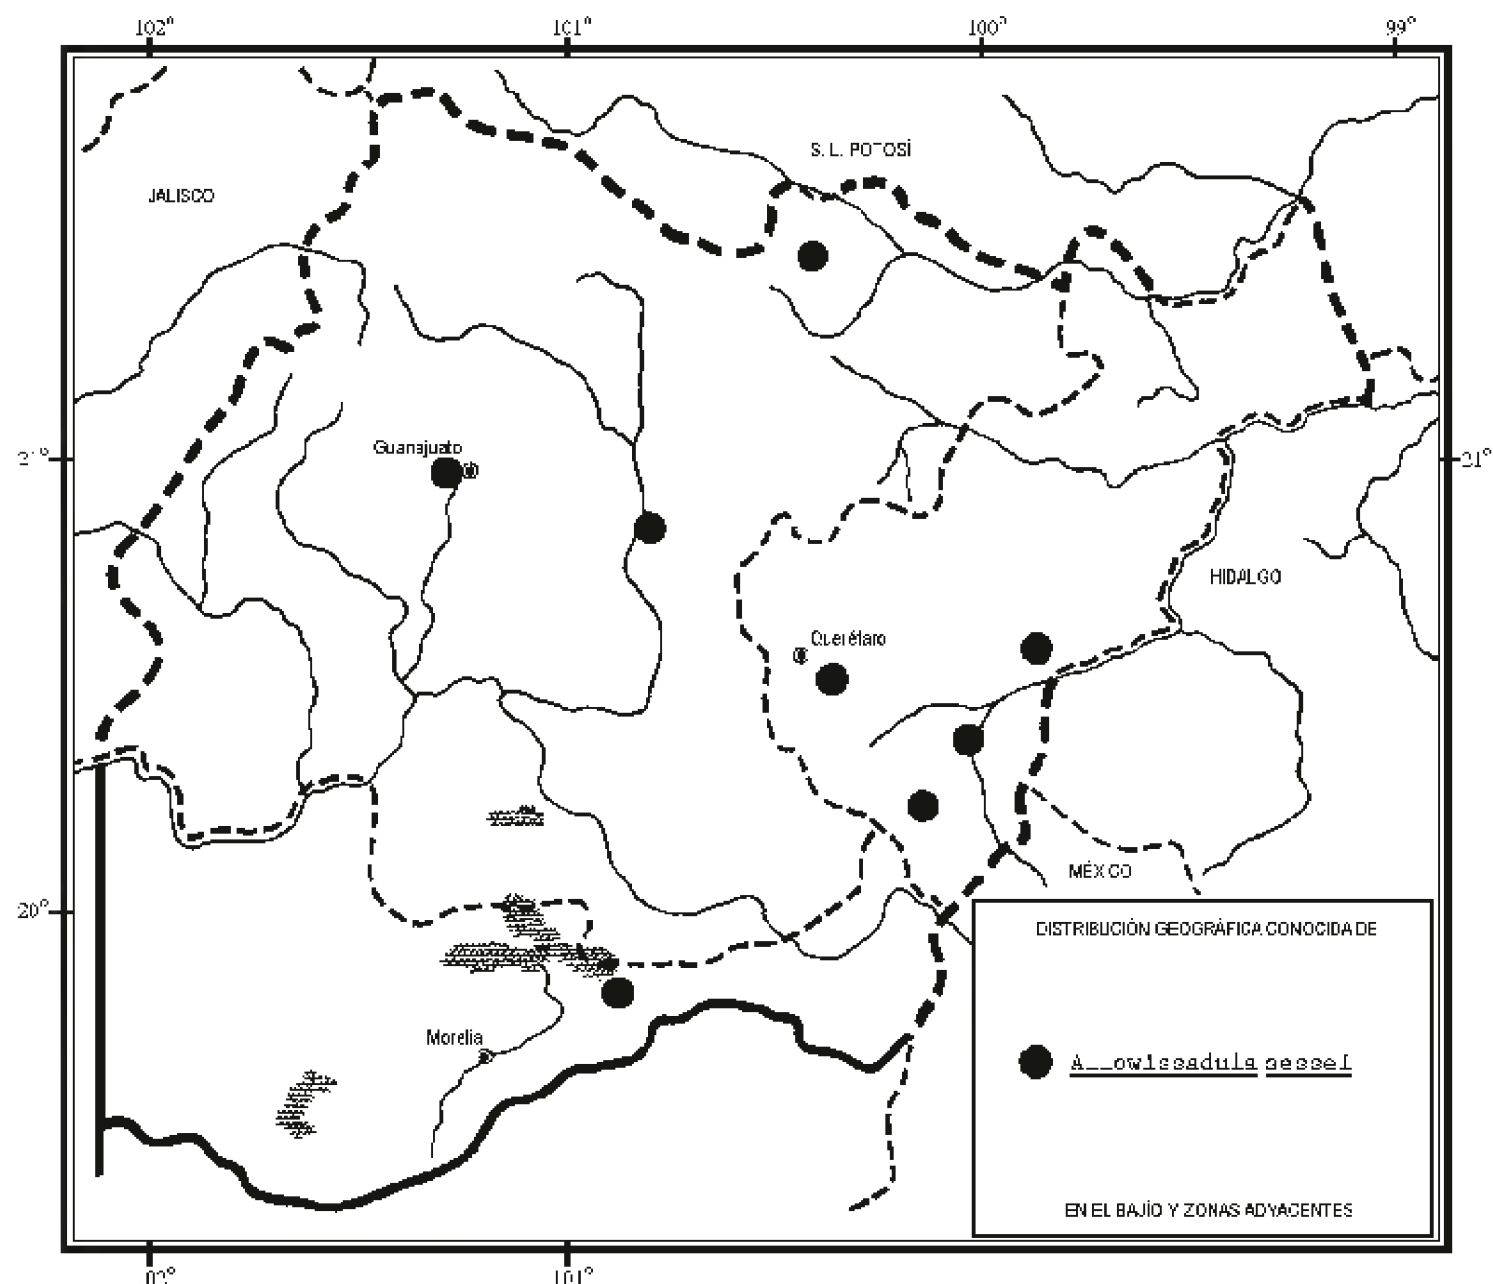 102° 101° 100° 99°
S. L. POTOSÍ
JALISCO
Guanajuato
21°
HIDALGO
Querétaro
MÉXICO
20°
DISTRIBUCIÓN GEOGRÁFICA CONOCIDA DE
Morelia
EN EL BAJÍO Y ZONAS ADYACENTES
101°